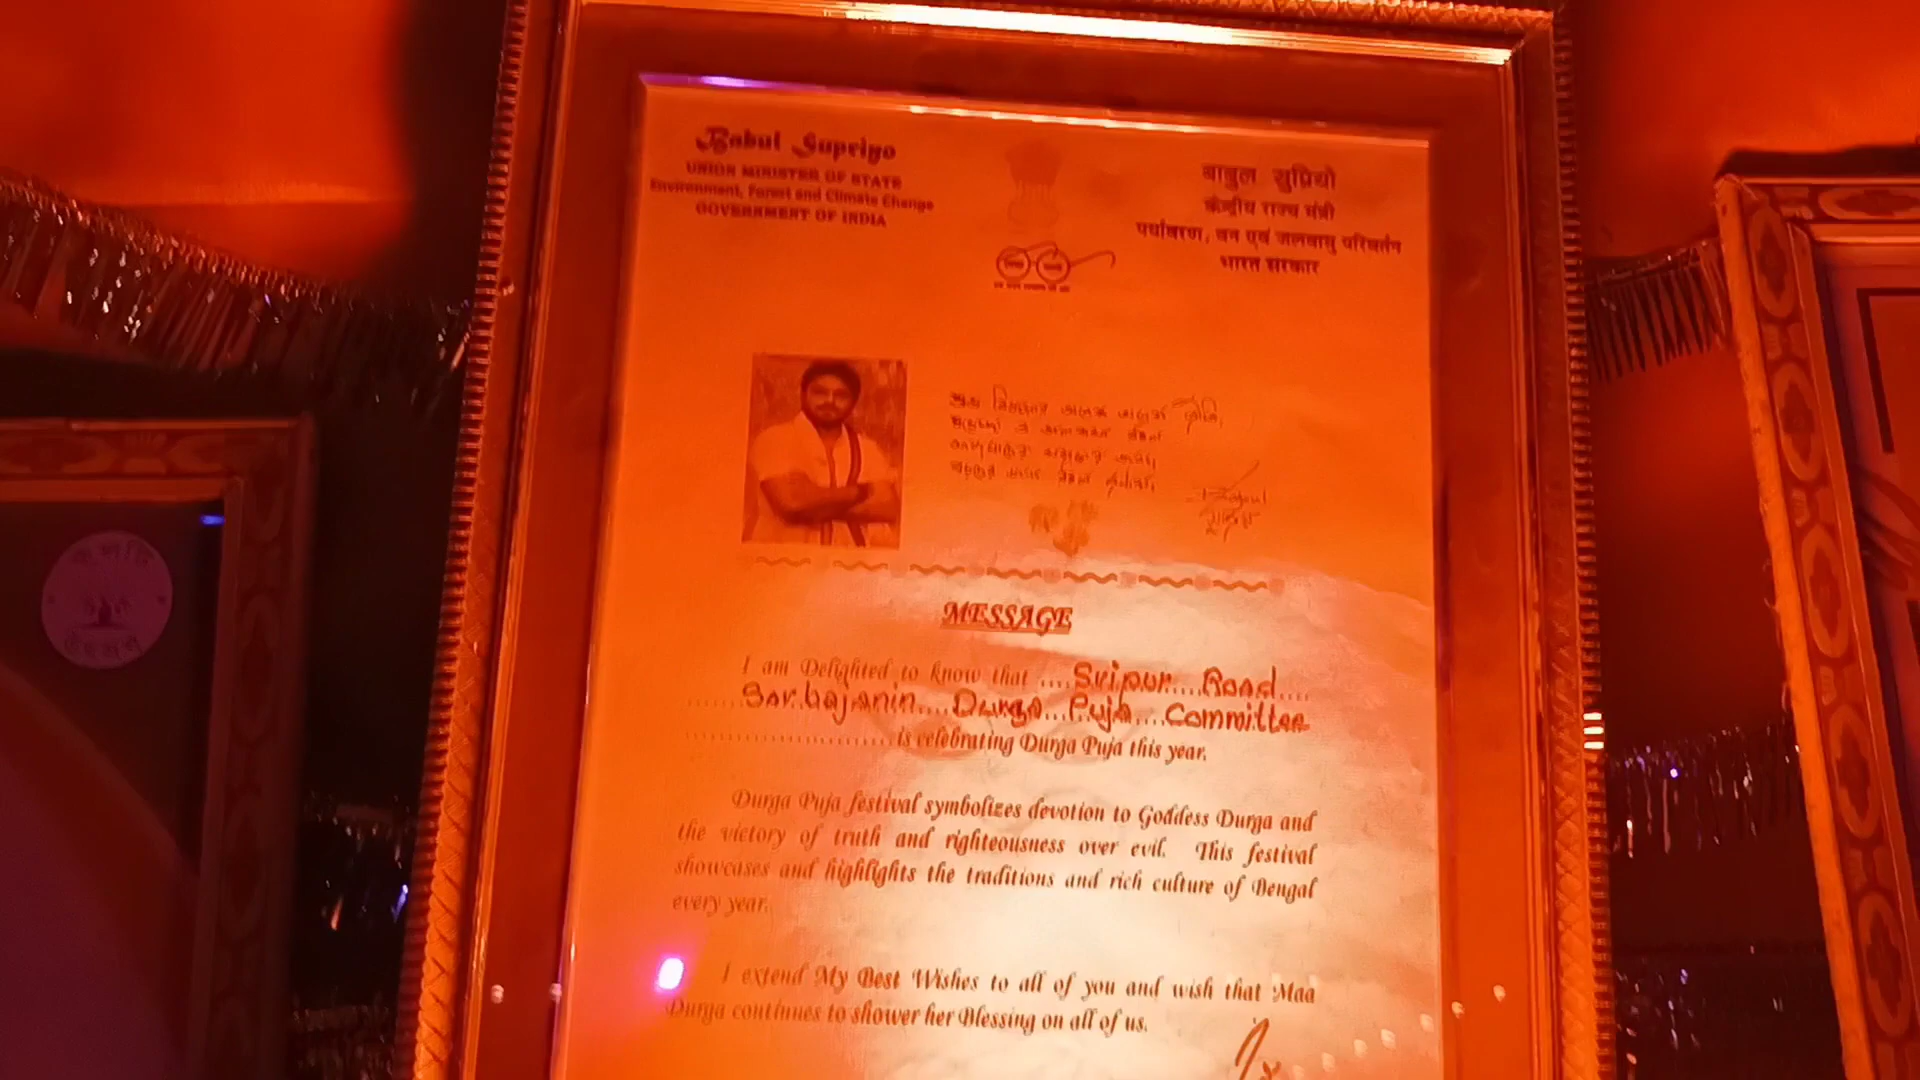 Babul Supriyo
UNION MINISTER OF STATE
Environment, Forest and Climate Change
GOVERNMENT OF INDIA
बाबुल सुप्रियो
केन्द्रीय राज्य मंत्री
पर्यावरण, वन एवं जलवायु परिवर्तन
भारत सरकार
MESSAGE
I am Delighted to know that ....Sripur....Road....
.......Sarbajanin....Durga...Puja....Committee
..........................is celebrating Durga Puja this year.
Durga Puja festival symbolizes devotion to Goddess Durga and
the victory of truth and righteousness over evil. This festival
showcases and highlights the traditions and rich culture of Bengal
every year.
I extend My Best Wishes to all of you and wish that Maa
Durga continues to shower her Blessing on all of us.